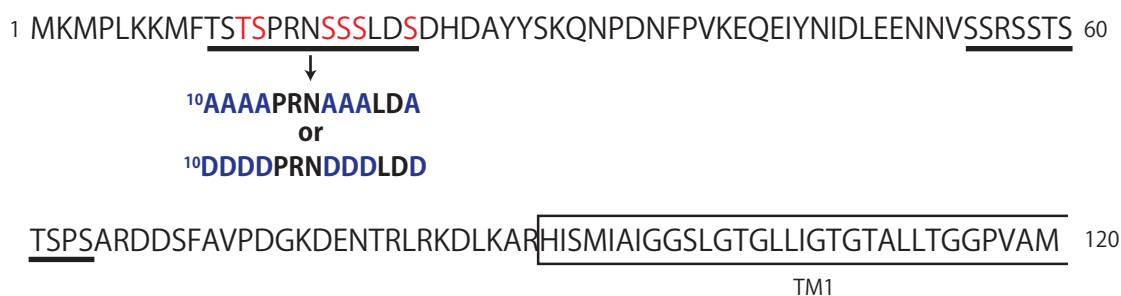 1 MKMPLKKMFTSTSPRNSSSLDSDHDAYYSKQNPDNFPVKEQEIYNIDLEENNVSSRSSTS 60
↓
¹⁰AAAAPRNAAALDA
or
¹⁰DDDDPRNDDDLDD
TSPSARDDSFAVPDGKDENTRLRKDLKARHISMIAIGGSLGTGLLIGTGTALLTGGPVAM 120
TM1